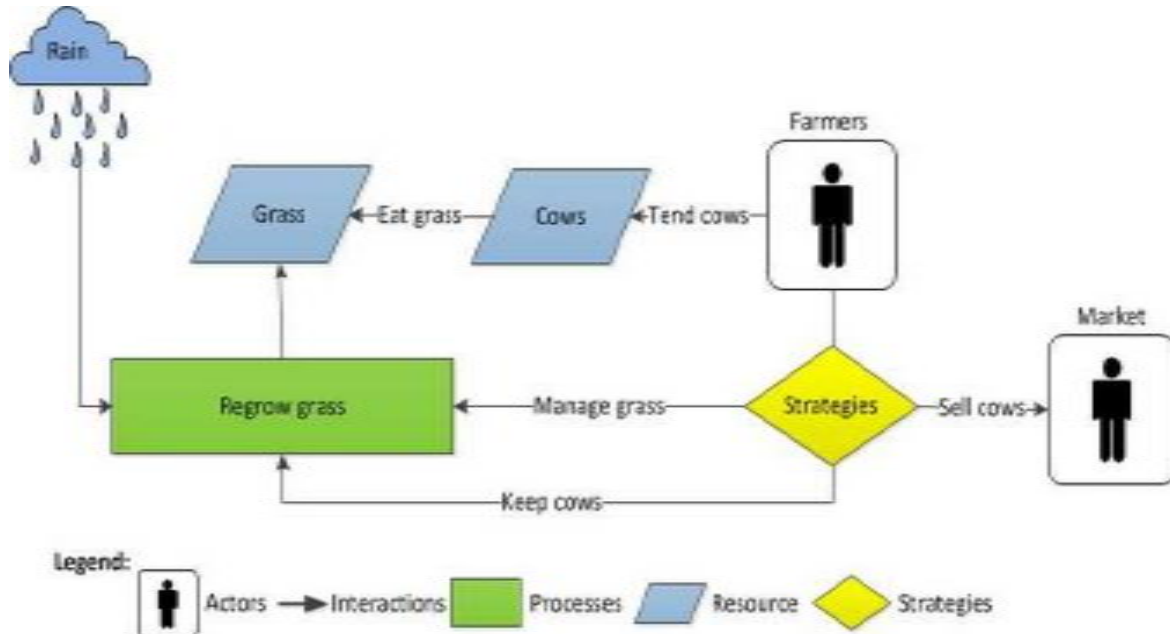 Rain
Farmers
Grass
Eat grass
Cows
Tend cows
Market
Regrow grass
Manage grass
Strategies
Sell cows
Keep cows
Legend:
Actors
Interactions
Processes
Resource
Strategies